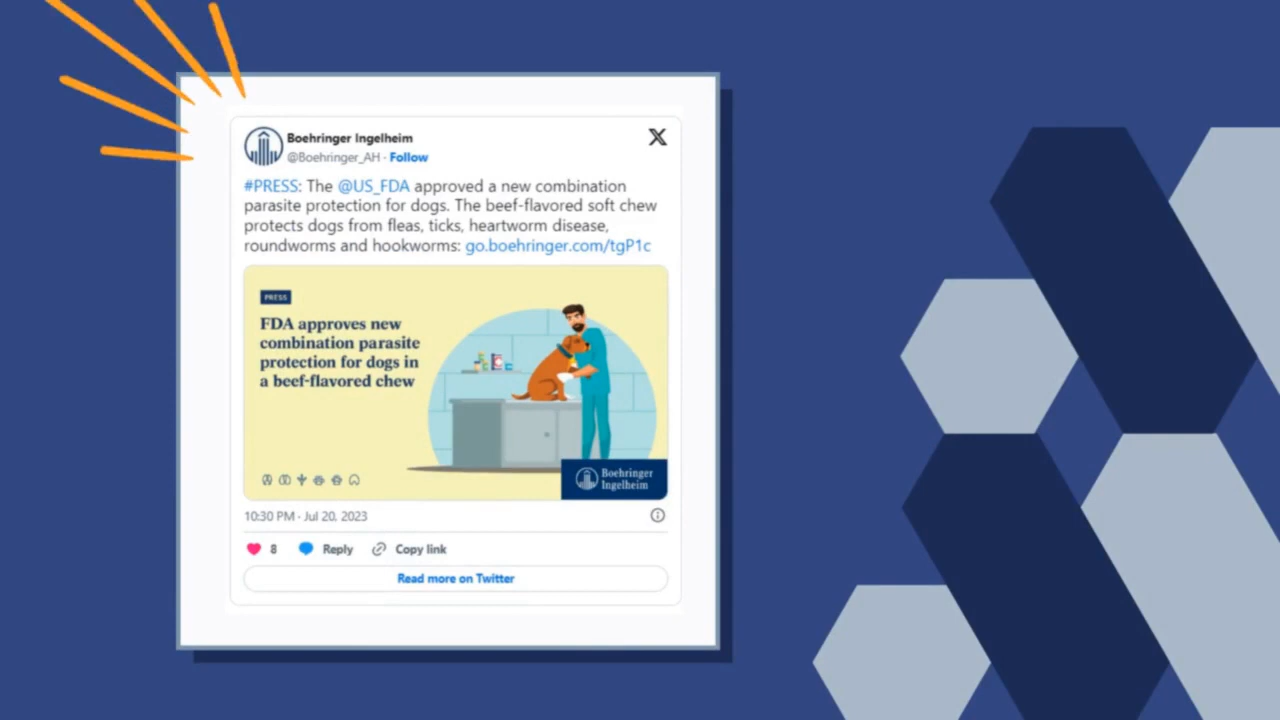 Boehringer Ingelheim
@Boehringer_AH · Follow
#PRESS: The @US_FDA approved a new combination
parasite protection for dogs. The beef-flavored soft chew
protects dogs from fleas, ticks, heartworm disease,
roundworms and hookworms: go.boehringer.com/tgP1c
PRESS
FDA approves new
combination parasite
protection for dogs in
a beef-flavored chew
Boehringer
Ingelheim
10:30 PM · Jul 20, 2023
8 Reply Copy link
Read more on Twitter